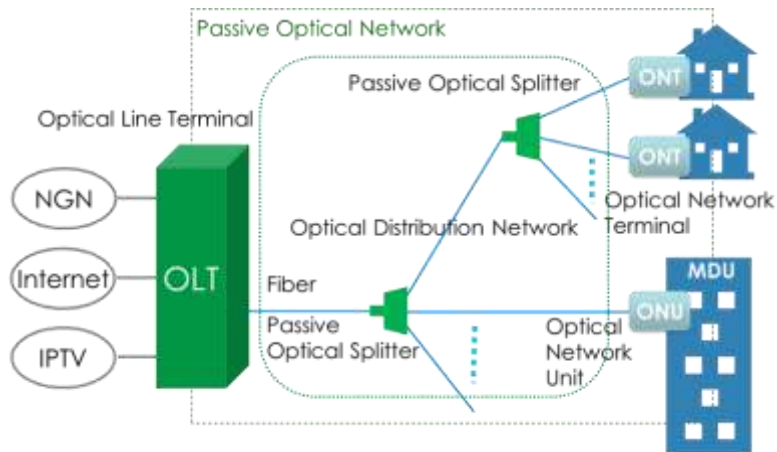 Passive Optical Network
Passive Optical Splitter
ONT
Optical Line Terminal
ONT
NGN
Optical Network
Terminal
Optical Distribution Network
MDU
Internet
OLT
Fiber
ONU
Passive
Optical Splitter
Optical
Network
Unit
IPTV